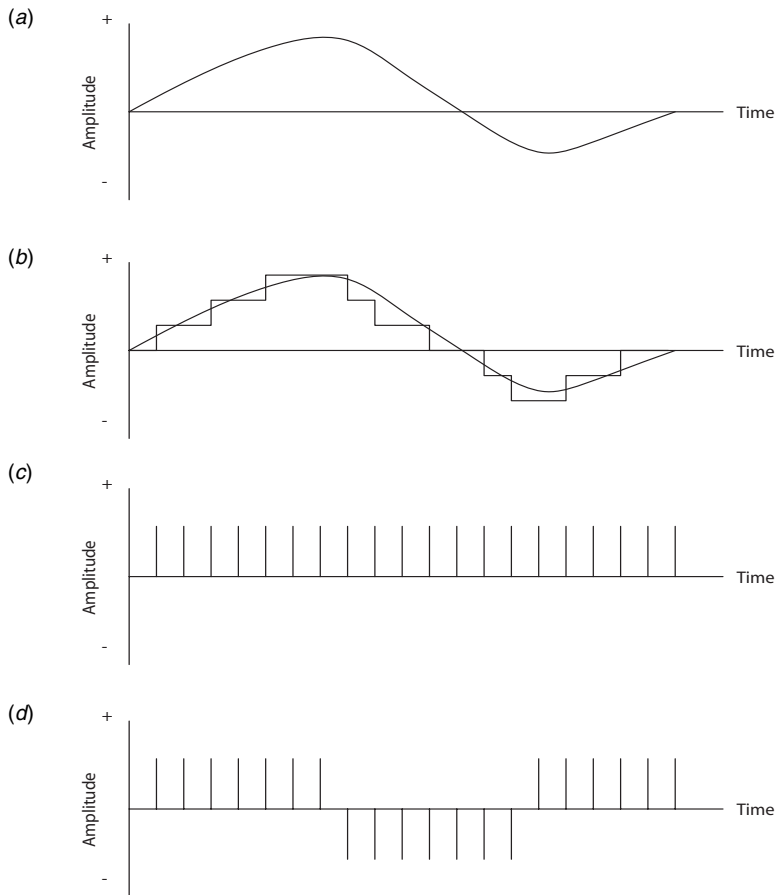 (a)
+
Amplitude
Time
-
(b)
+
Amplitude
Time
-
(c)
+
Amplitude
Time
-
(d)
+
Amplitude
Time
-